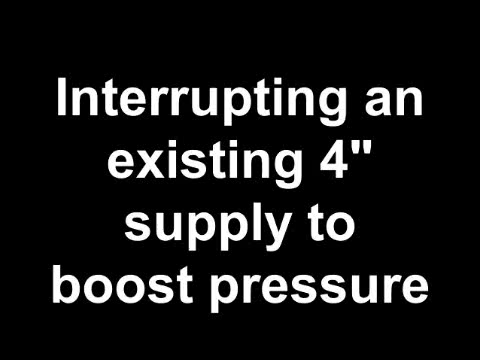 Interrupting an
existing 4"
supply to
boost pressure